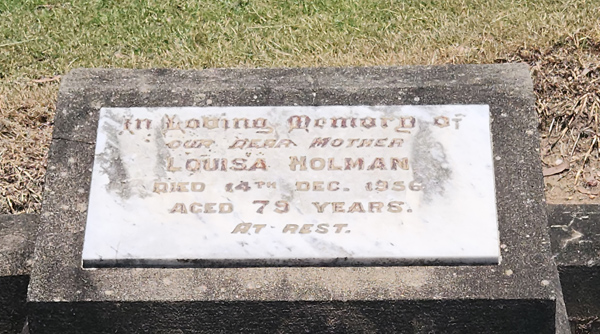 In Loving Memory of
OUR DEAR MOTHER
LOUISA HOLMAN
DIED 14TH DEC. 1956
AGED 79 YEARS.
AT REST.